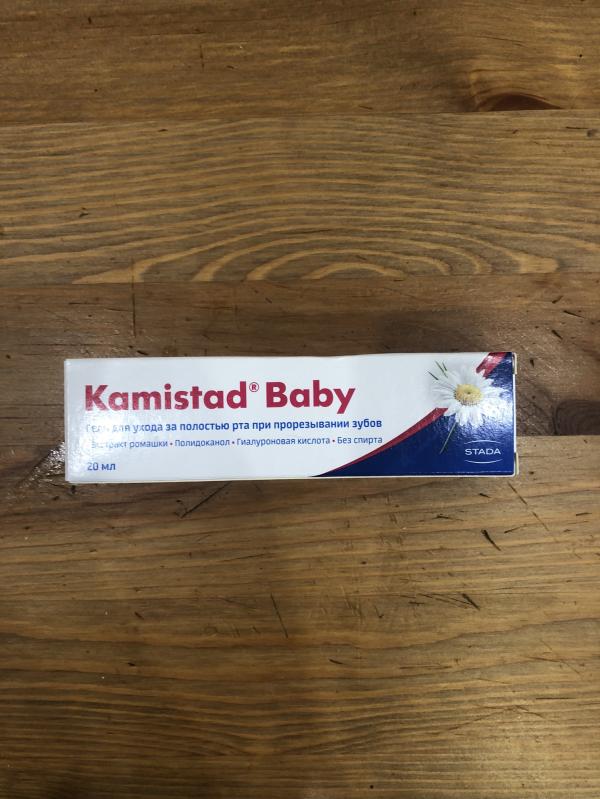 Kamistad® Baby
Гель для ухода за полостью рта при прорезывании зубов
Экстракт ромашки • Полидоканол • Гиалуроновая кислота • Без спирта
20 мл
STADA